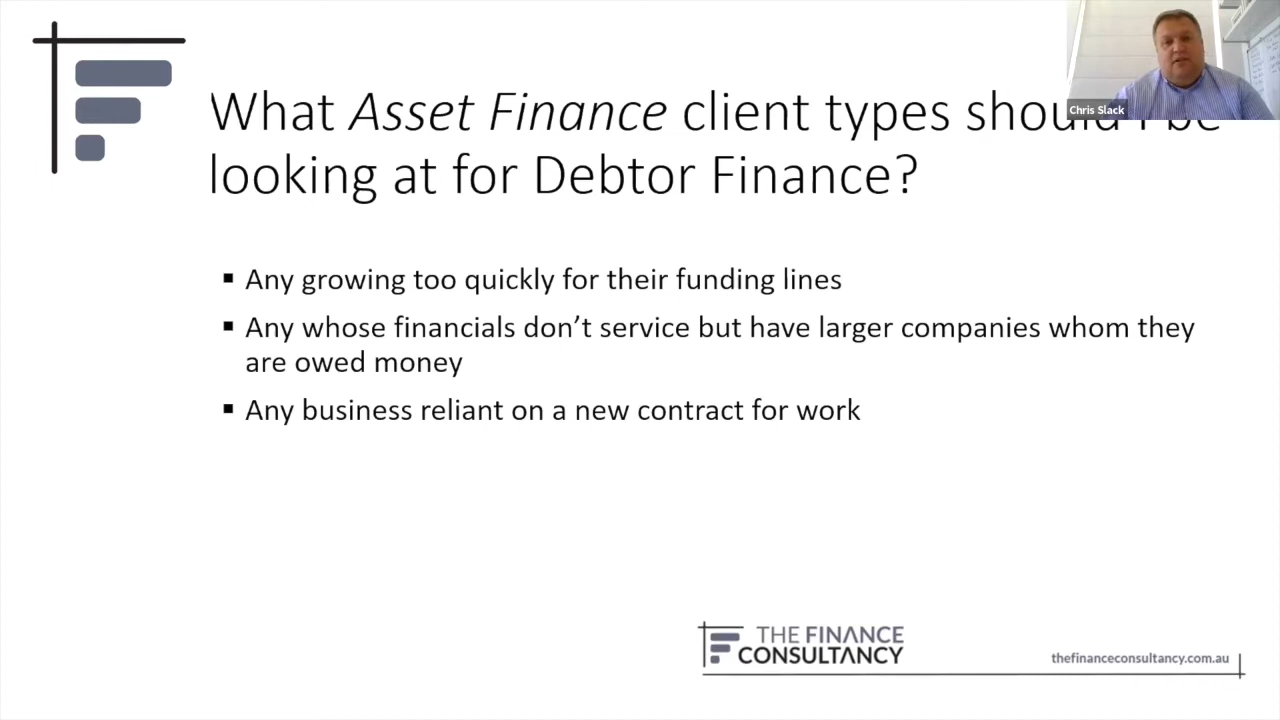 Chris Slack
What Asset Finance client types should I be
looking at for Debtor Finance?
▪ Any growing too quickly for their funding lines
▪ Any whose financials don’t service but have larger companies whom they
are owed money
▪ Any business reliant on a new contract for work
THE FINANCE
CONSULTANCY
thefinanceconsultancy.com.au